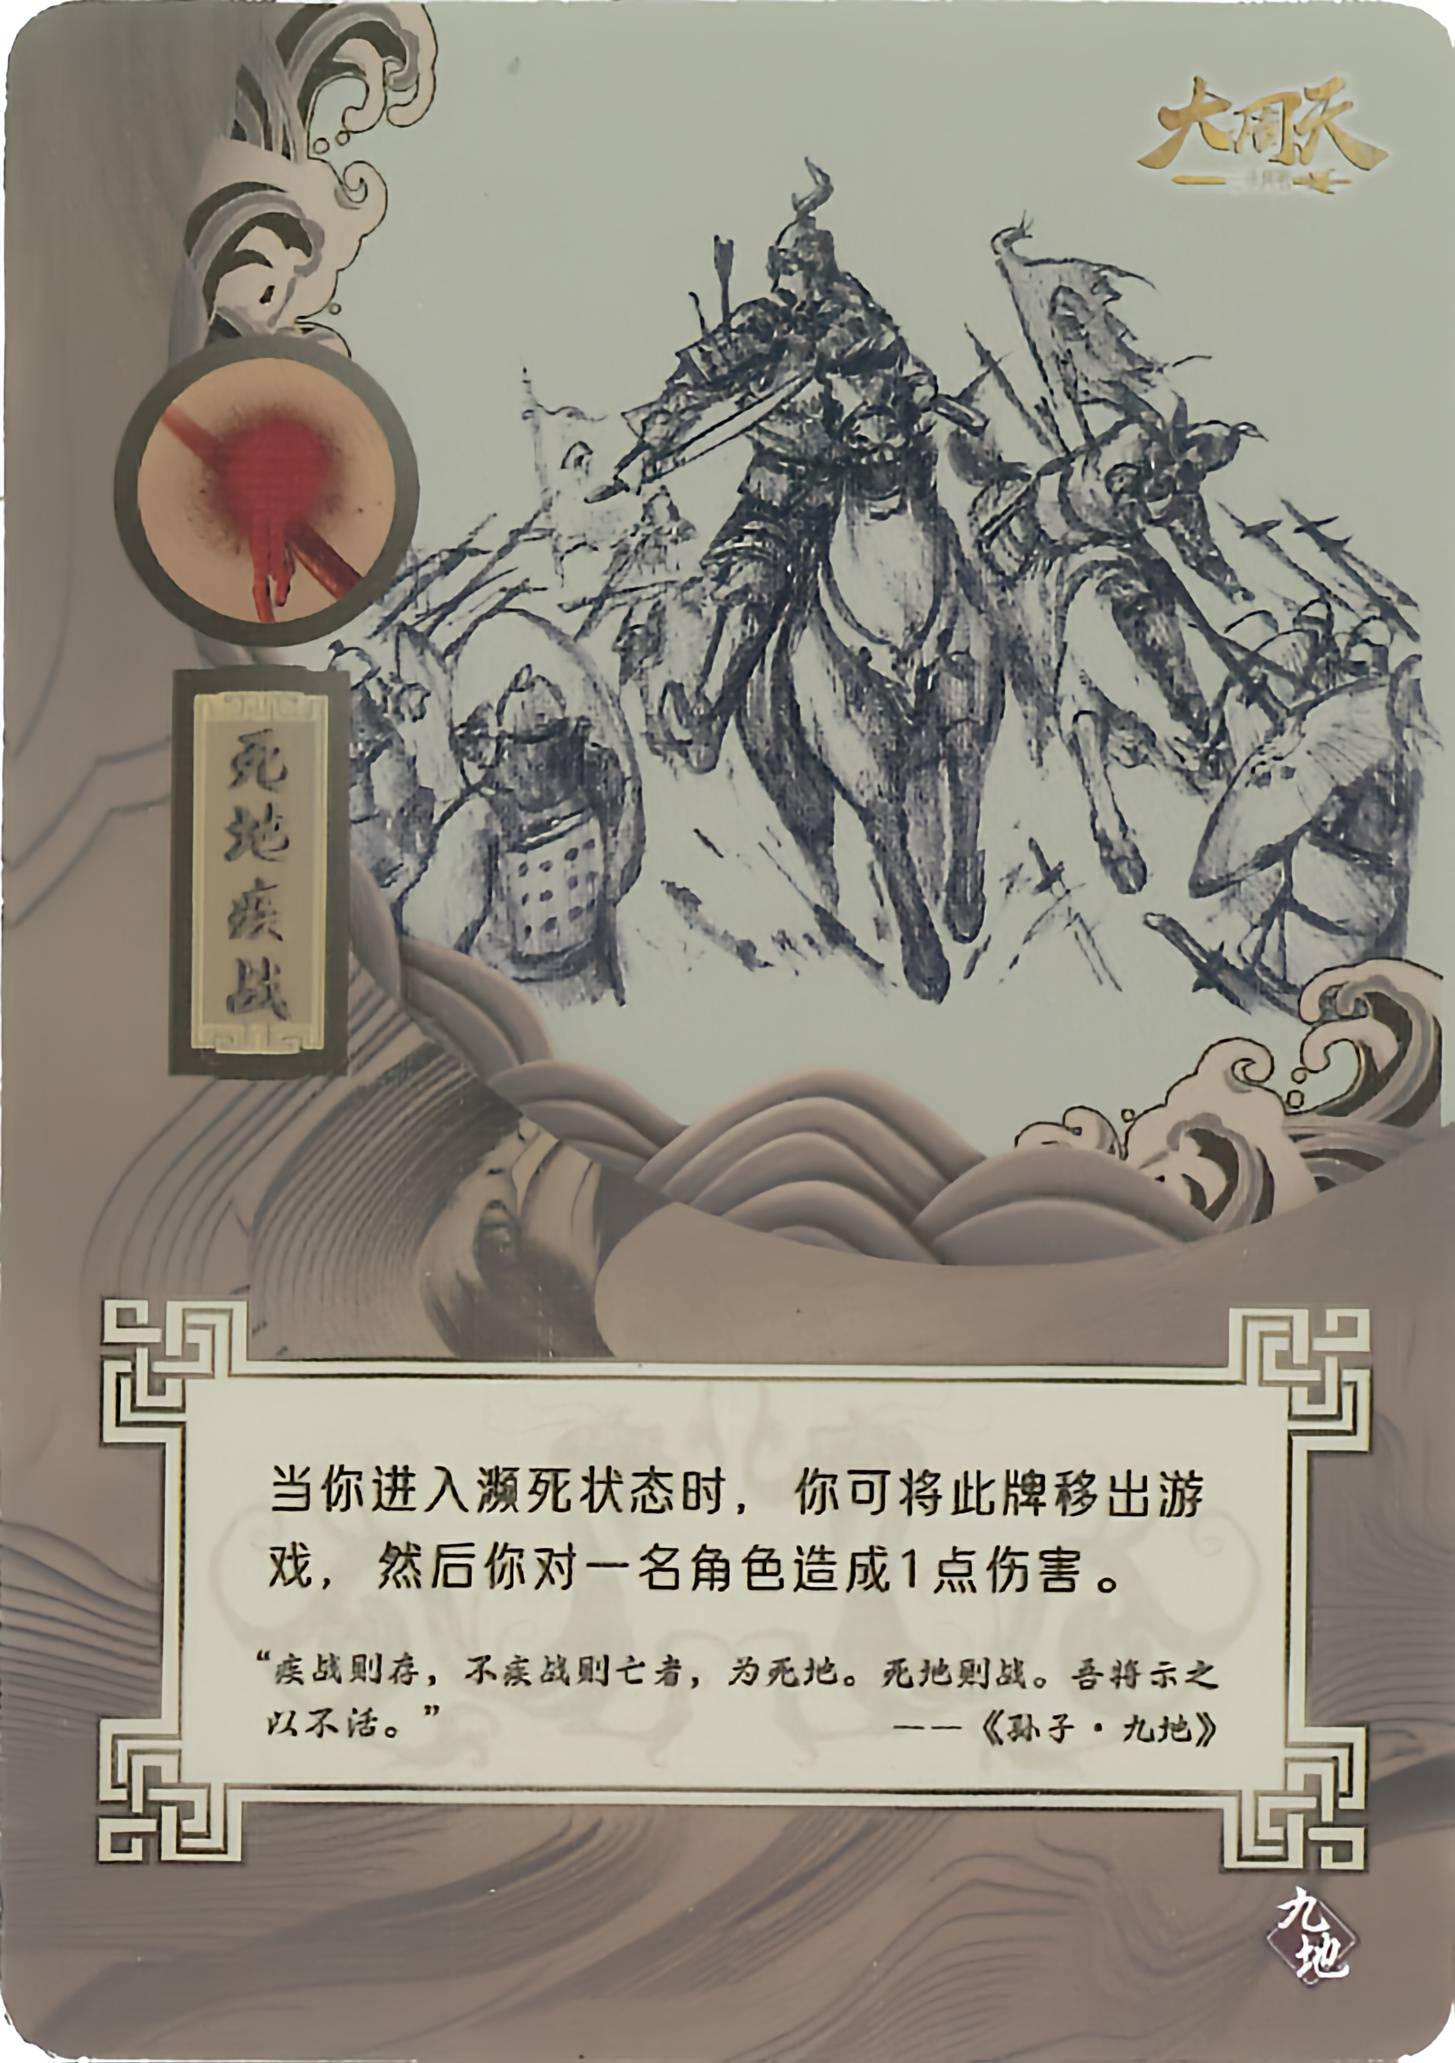 大周天
死地疾战
当你进入濒死状态时，你可将此牌移出游
戏，然后你对一名角色造成1点伤害。
“疾战则存，不疾战则亡者，为死地。死地则战。吾将示之
以不活。”
——《孙子·九地》
九地